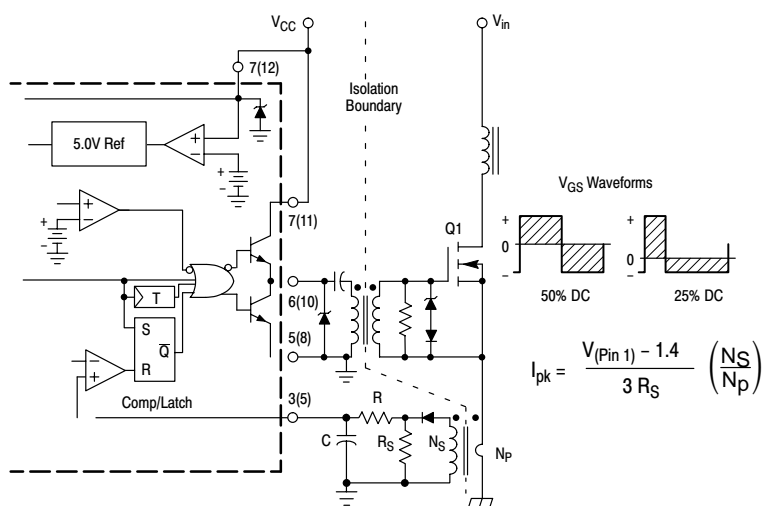 VCC
Vin
7(12)
Isolation
Boundary
5.0V Ref
+
–
+
–
VGS Waveforms
+
–
+
–
7(11)
Q1
+
0
–
+
0
–
50% DC
25% DC
T
6(10)
S
Q
R
5(8)
–
+
Comp/Latch
3(5)
R
C
RS
NS
NP
Ipk = V(Pin 1) – 1.4 / 3 RS (NS/Np)